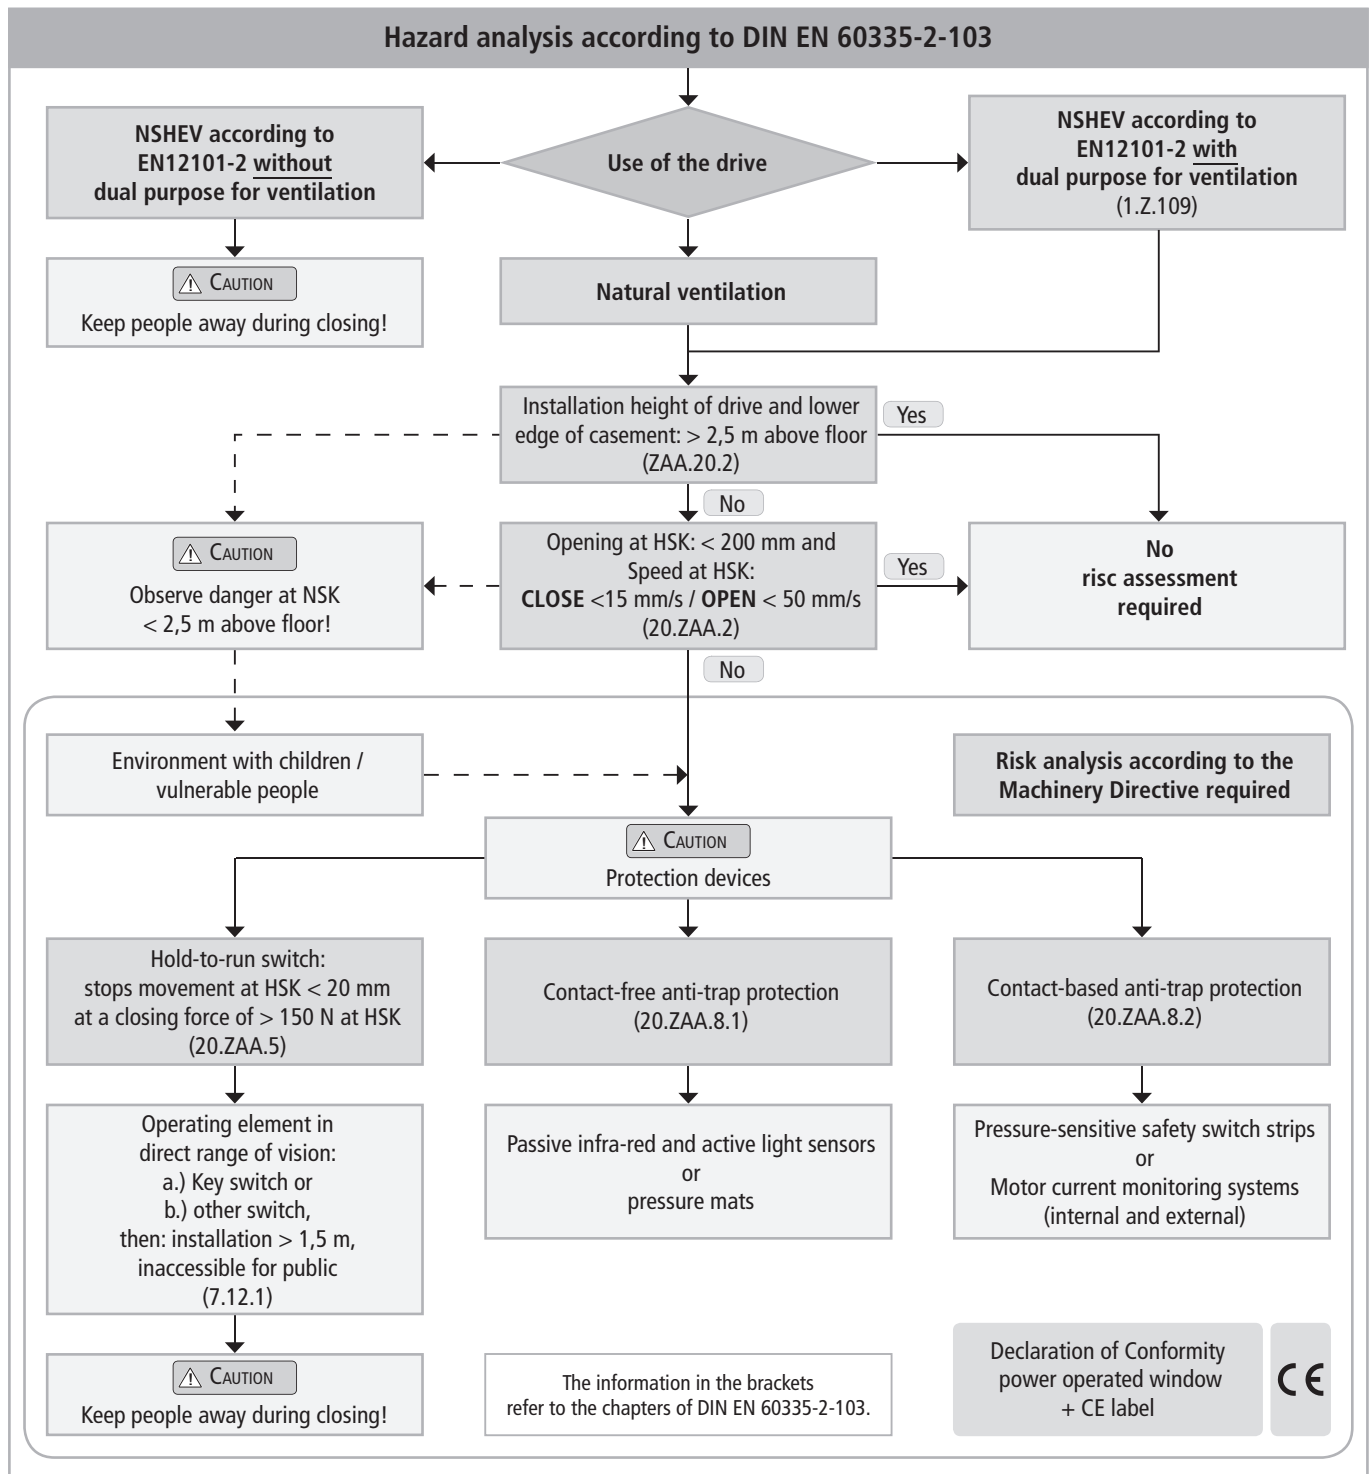 Hazard analysis according to DIN EN 60335-2-103
NSHEV according to
EN12101-2 without
dual purpose for ventilation
Use of the drive
NSHEV according to
EN12101-2 with
dual purpose for ventilation
(1.Z.109)
CAUTION
Keep people away during closing!
Natural ventilation
Installation height of drive and lower
edge of casement: > 2,5 m above floor
(ZAA.20.2)
Yes
No
CAUTION
Observe danger at NSK
< 2,5 m above floor!
Opening at HSK: < 200 mm and
Speed at HSK:
CLOSE <15 mm/s / OPEN < 50 mm/s
(20.ZAA.2)
Yes
No
risc assessment
required
No
Environment with children /
vulnerable people
Risk analysis according to the
Machinery Directive required
CAUTION
Protection devices
Hold-to-run switch:
stops movement at HSK < 20 mm
at a closing force of > 150 N at HSK
(20.ZAA.5)
Contact-free anti-trap protection
(20.ZAA.8.1)
Contact-based anti-trap protection
(20.ZAA.8.2)
Operating element in
direct range of vision:
a.) Key switch or
b.) other switch,
then: installation > 1,5 m,
inaccessible for public
(7.12.1)
Passive infra-red and active light sensors
or
pressure mats
Pressure-sensitive safety switch strips
or
Motor current monitoring systems
(internal and external)
CAUTION
Keep people away during closing!
The information in the brackets
refer to the chapters of DIN EN 60335-2-103.
Declaration of Conformity
power operated window
+ CE label
CE